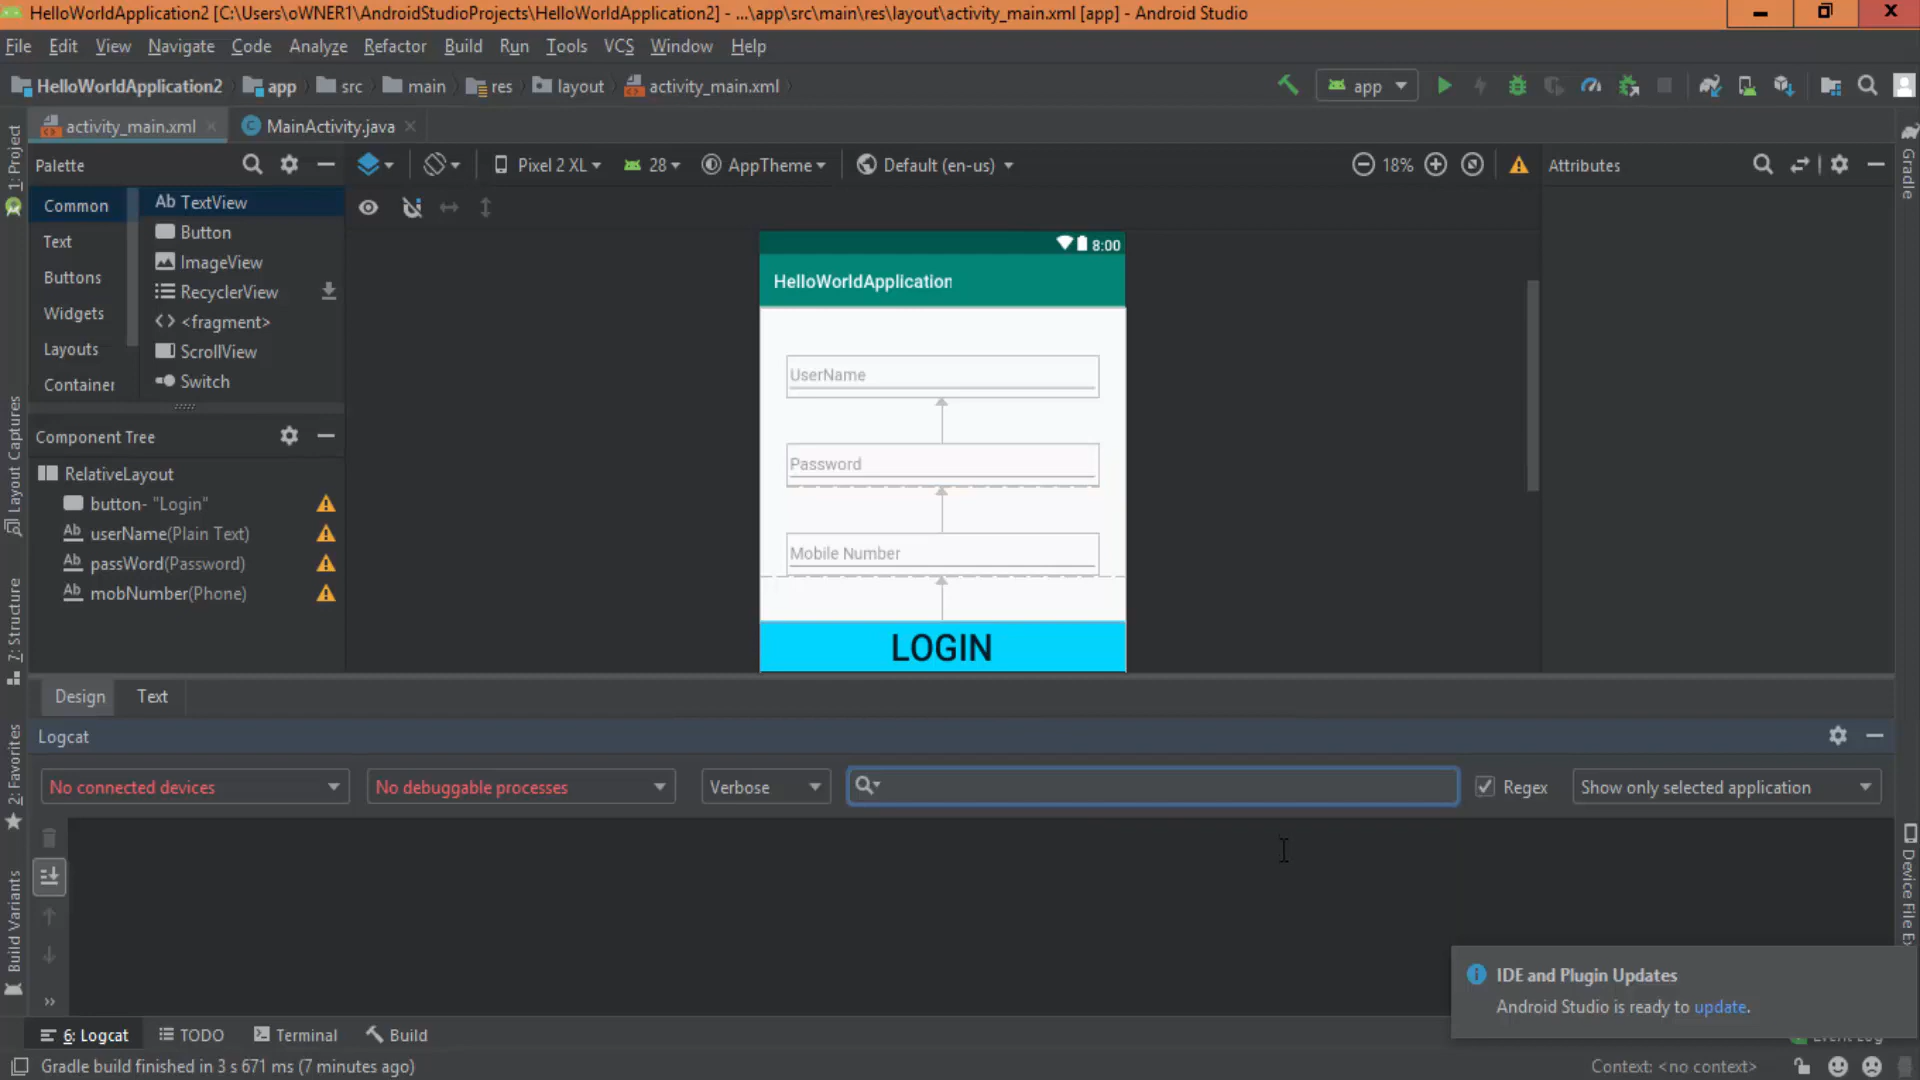 HelloWorldApplication2 [C:\Users\oWNER1\AndroidStudioProjects\HelloWorldApplication2] - ...\app\src\main\res\layout\activity_main.xml [app] - Android Studio
File Edit View Navigate Code Analyze Refactor Build Run Tools VCS Window Help
HelloWorldApplication2 app src main res layout activity_main.xml
app
activity_main.xml MainActivity.java
1: Project
Layout Captures
7: Structure
2: Favorites
Build Variants
Palette
Common
Text
Buttons
Widgets
Layouts
Container
Ab TextView
Button
ImageView
RecyclerView
<fragment>
ScrollView
Switch
Pixel 2 XL 28 AppTheme Default (en-us) 18%
Attributes
Gradle
Component Tree
RelativeLayout
button- "Login"
Ab userName(Plain Text)
Ab passWord(Password)
Ab mobNumber(Phone)
8:00
HelloWorldApplication
UserName
Password
Mobile Number
LOGIN
Design Text
Logcat
No connected devices No debuggable processes Verbose Regex Show only selected application
Device File E
IDE and Plugin Updates
Android Studio is ready to update.
6: Logcat TODO Terminal Build Event Log
Gradle build finished in 3 s 671 ms (7 minutes ago)
Context: <no context>